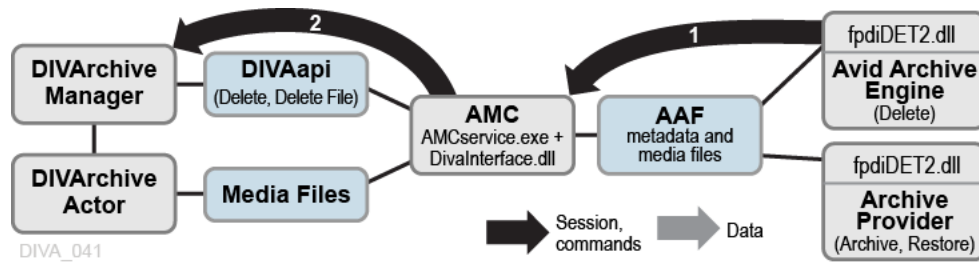 2
1
DIVArchive
Manager
DIVAapi
(Delete, Delete File)
AMC
AMCservice.exe +
DivaInterface.dll
AAF
metadata and
media files
fpdiDET2.dll
Avid Archive
Engine
(Delete)
DIVArchive
Actor
Media Files
fpdiDET2.dll
Archive
Provider
(Archive, Restore)
Session,
commands
Data
DIVA_041